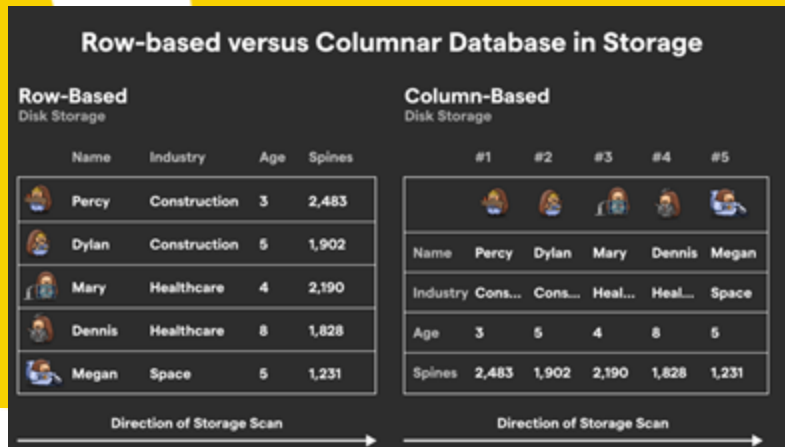 Row-based versus Columnar Database in Storage
Row-Based
Disk Storage
Name Industry Age Spines
Percy Construction 3 2,483
Dylan Construction 5 1,902
Mary Healthcare 4 2,190
Dennis Healthcare 8 1,828
Megan Space 5 1,231
Direction of Storage Scan
Column-Based
Disk Storage
#1 #2 #3 #4 #5
Name Percy Dylan Mary Dennis Megan
Industry Cons... Cons... Heal... Heal... Space
Age 3 5 4 8 5
Spines 2,483 1,902 2,190 1,828 1,231
Direction of Storage Scan